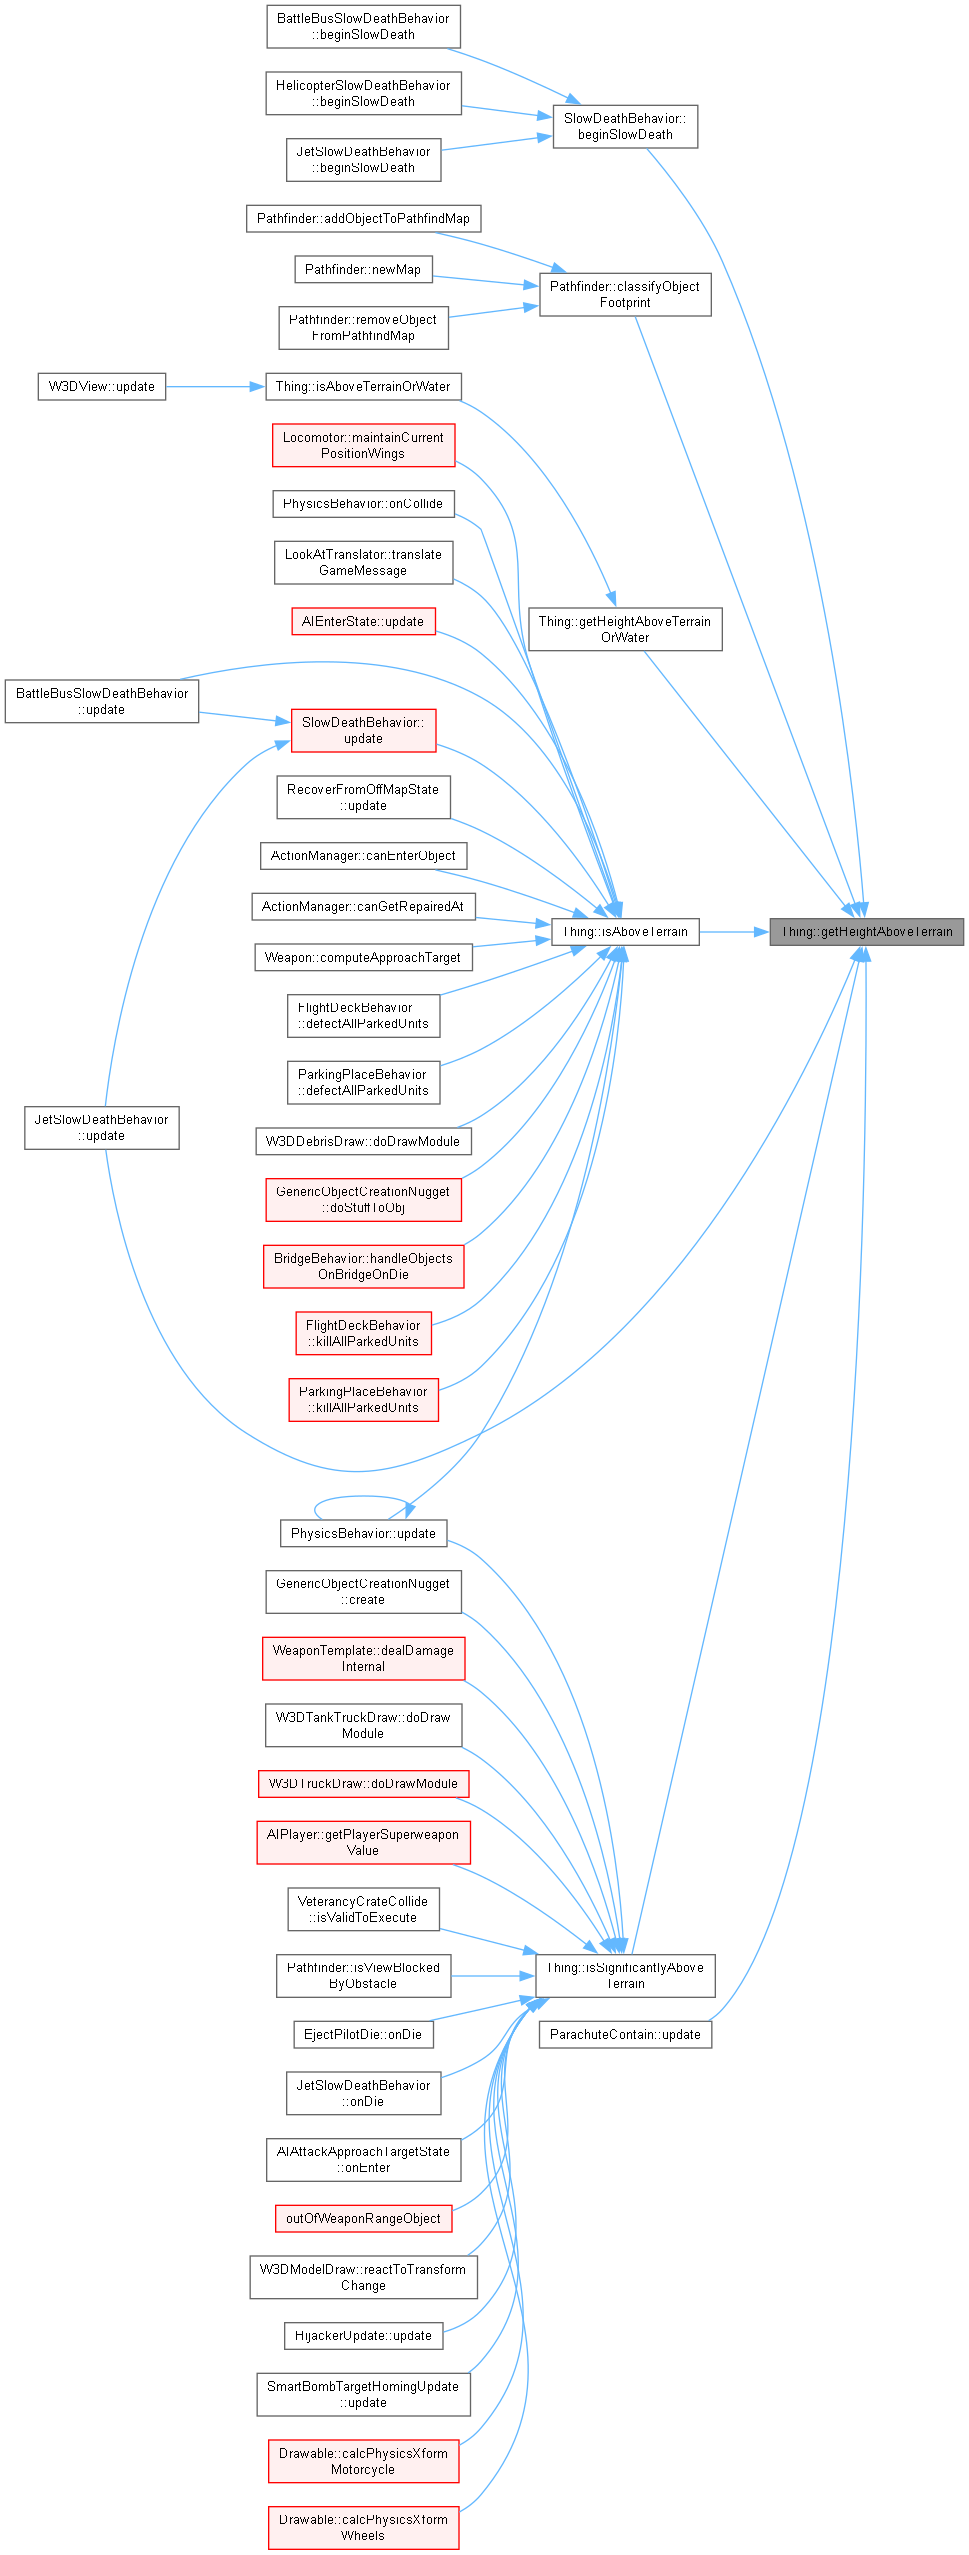 BattleBusSlowDeathBehavior
::beginSlowDeath
HelicopterSlowDeathBehavior
::beginSlowDeath
SlowDeathBehavior::
beginSlowDeath
JetSlowDeathBehavior
::beginSlowDeath
Pathfinder::addObjectToPathfindMap
Pathfinder::newMap
Pathfinder::classifyObject
Footprint
Pathfinder::removeObject
FromPathfindMap
W3DView::update
Thing::isAboveTerrainOrWater
Locomotor::maintainCurrent
PositionWings
PhysicsBehavior::onCollide
LookAtTranslator::translate
GameMessage
AIEnterState::update
Thing::getHeightAboveTerrain
OrWater
BattleBusSlowDeathBehavior
::update
SlowDeathBehavior::
update
RecoverFromOffMapState
::update
ActionManager::canEnterObject
ActionManager::canGetRepairedAt
Thing::isAboveTerrain
Thing::getHeightAboveTerrain
Weapon::computeApproachTarget
FlightDeckBehavior
::defectAllParkedUnits
ParkingPlaceBehavior
::defectAllParkedUnits
JetSlowDeathBehavior
::update
W3DDebrisDraw::doDrawModule
GenericObjectCreationNugget
::doStuffToObj
BridgeBehavior::handleObjects
OnBridgeOnDie
FlightDeckBehavior
::killAllParkedUnits
ParkingPlaceBehavior
::killAllParkedUnits
PhysicsBehavior::update
GenericObjectCreationNugget
::create
WeaponTemplate::dealDamage
Internal
W3DTankTruckDraw::doDraw
Module
W3DTruckDraw::doDrawModule
AIPlayer::getPlayerSuperweapon
Value
VeterancyCrateCollide
::isValidToExecute
Pathfinder::isViewBlocked
ByObstacle
Thing::isSignificantlyAbove
Terrain
EjectPilotDie::onDie
ParachuteContain::update
JetSlowDeathBehavior
::onDie
AIAttackApproachTargetState
::onEnter
outOfWeaponRangeObject
W3DModelDraw::reactToTransform
Change
HijackerUpdate::update
SmartBombTargetHomingUpdate
::update
Drawable::calcPhysicsXform
Motorcycle
Drawable::calcPhysicsXform
Wheels